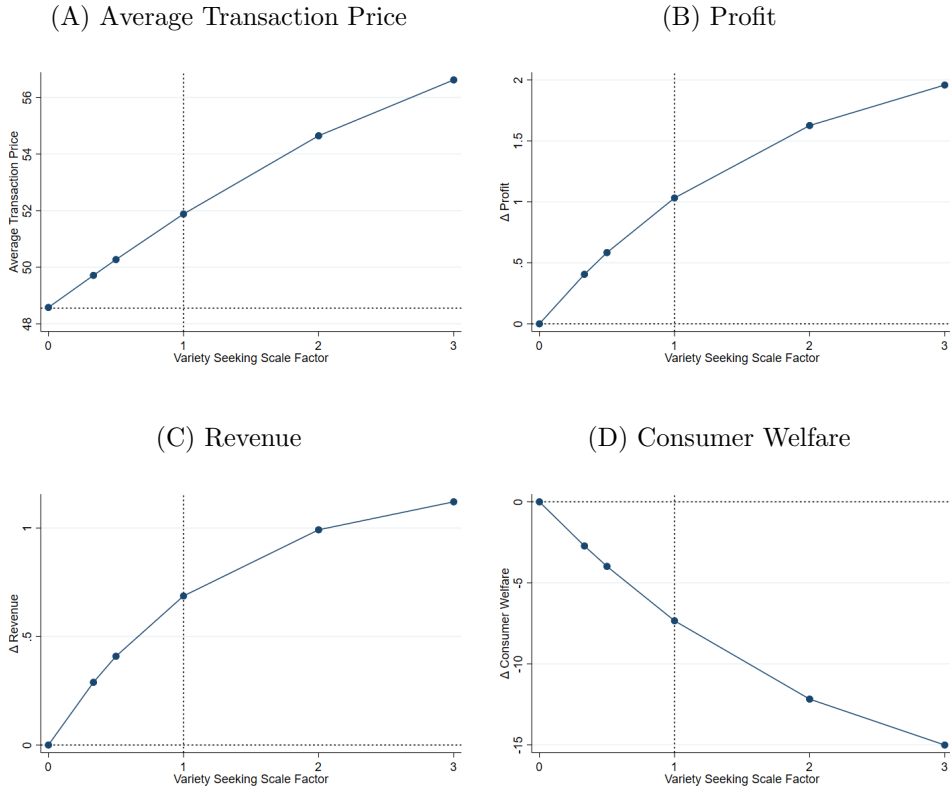 (A) Average Transaction Price
Average Transaction Price
56
54
52
50
48
0 1 2 3
Variety Seeking Scale Factor
(B) Profit
Δ Profit
2
1.5
1
.5
0
0 1 2 3
Variety Seeking Scale Factor
(C) Revenue
Δ Revenue
1
.5
0
0 1 2 3
Variety Seeking Scale Factor
(D) Consumer Welfare
Δ Consumer Welfare
0
-5
-10
-15
0 1 2 3
Variety Seeking Scale Factor